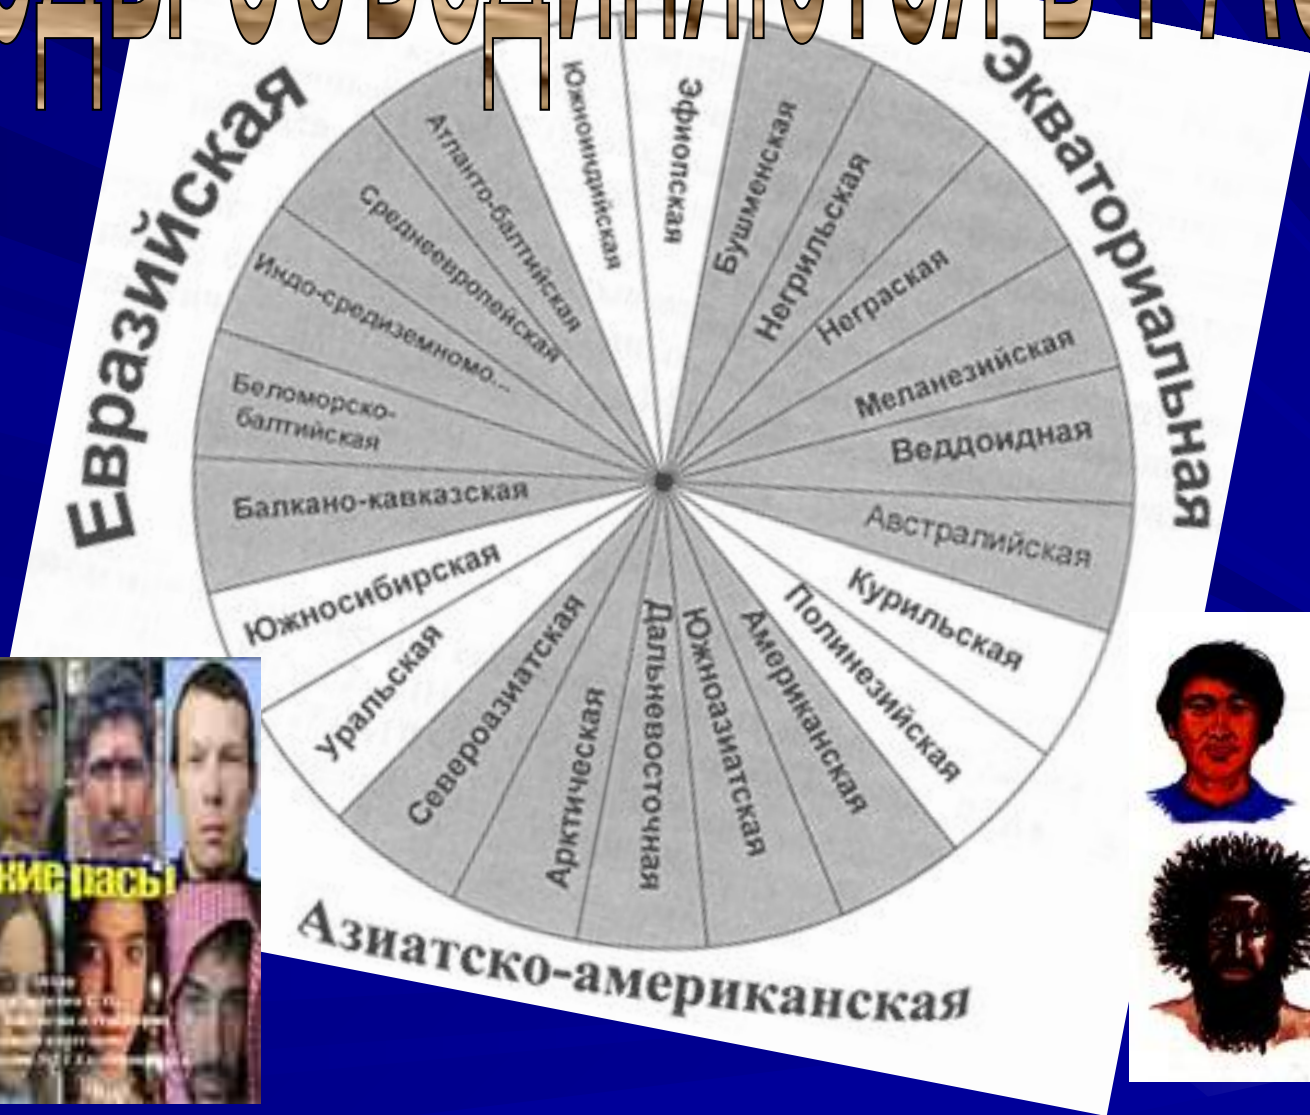 Евразийская
Экваториальная
Южноиндийская
Эфиопская
Бушменская
Негрильская
Неграская
Меланезийская
Веддоидная
Австралийская
Курильская
Полинезийская
Американская
Южноазиатская
Дальневосточная
Арктическая
Североазиатская
Уральская
Южносибирская
Балкано-кавказская
Беломорско-
балтийская
Индо-средиземномо...
Среднеевропейская
Атланто-балтийская
Азиатско-американская
кие расы